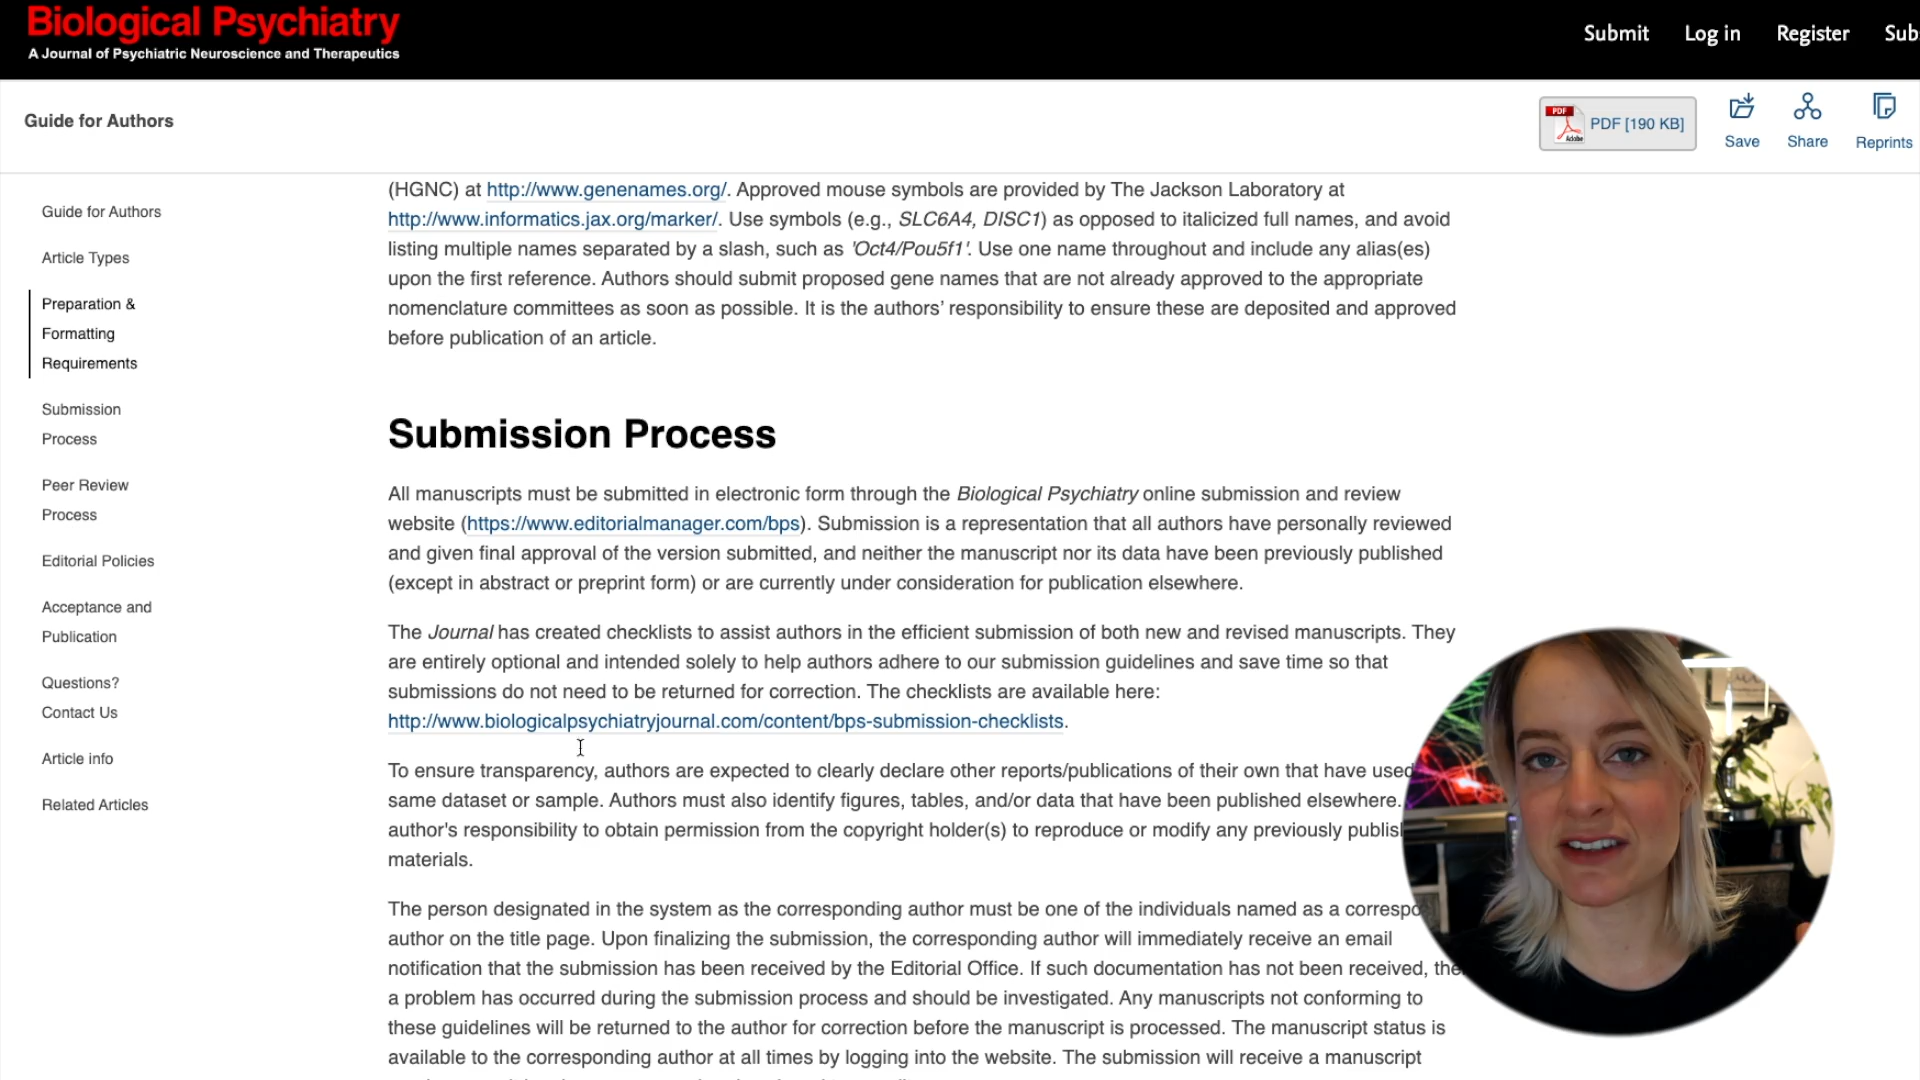 Biological Psychiatry
A Journal of Psychiatric Neuroscience and Therapeutics
Submit Log in Register
Guide for Authors
PDF Adobe PDF [190 KB]
Save Share Reprints
Guide for Authors
Article Types
Preparation &
Formatting
Requirements
Submission
Process
Peer Review
Process
Editorial Policies
Acceptance and
Publication
Questions?
Contact Us
Article info
Related Articles
(HGNC) at http://www.genenames.org/. Approved mouse symbols are provided by The Jackson Laboratory at
http://www.informatics.jax.org/marker/. Use symbols (e.g., SLC6A4, DISC1) as opposed to italicized full names, and avoid
listing multiple names separated by a slash, such as 'Oct4/Pou5f1'. Use one name throughout and include any alias(es)
upon the first reference. Authors should submit proposed gene names that are not already approved to the appropriate
nomenclature committees as soon as possible. It is the authors’ responsibility to ensure these are deposited and approved
before publication of an article.
Submission Process
All manuscripts must be submitted in electronic form through the Biological Psychiatry online submission and review
website (https://www.editorialmanager.com/bps). Submission is a representation that all authors have personally reviewed
and given final approval of the version submitted, and neither the manuscript nor its data have been previously published
(except in abstract or preprint form) or are currently under consideration for publication elsewhere.
The Journal has created checklists to assist authors in the efficient submission of both new and revised manuscripts. They
are entirely optional and intended solely to help authors adhere to our submission guidelines and save time so that
submissions do not need to be returned for correction. The checklists are available here:
http://www.biologicalpsychiatryjournal.com/content/bps-submission-checklists.
To ensure transparency, authors are expected to clearly declare other reports/publications of their own that have used
same dataset or sample. Authors must also identify figures, tables, and/or data that have been published elsewhere.
author's responsibility to obtain permission from the copyright holder(s) to reproduce or modify any previously
materials.
The person designated in the system as the corresponding author must be one of the individuals named as a
author on the title page. Upon finalizing the submission, the corresponding author will immediately receive an email
notification that the submission has been received by the Editorial Office. If such documentation has not been received,
a problem has occurred during the submission process and should be investigated. Any manuscripts not conforming to
these guidelines will be returned to the author for correction before the manuscript is processed. The manuscript status is
available to the corresponding author at all times by logging into the website. The submission will receive a manuscript